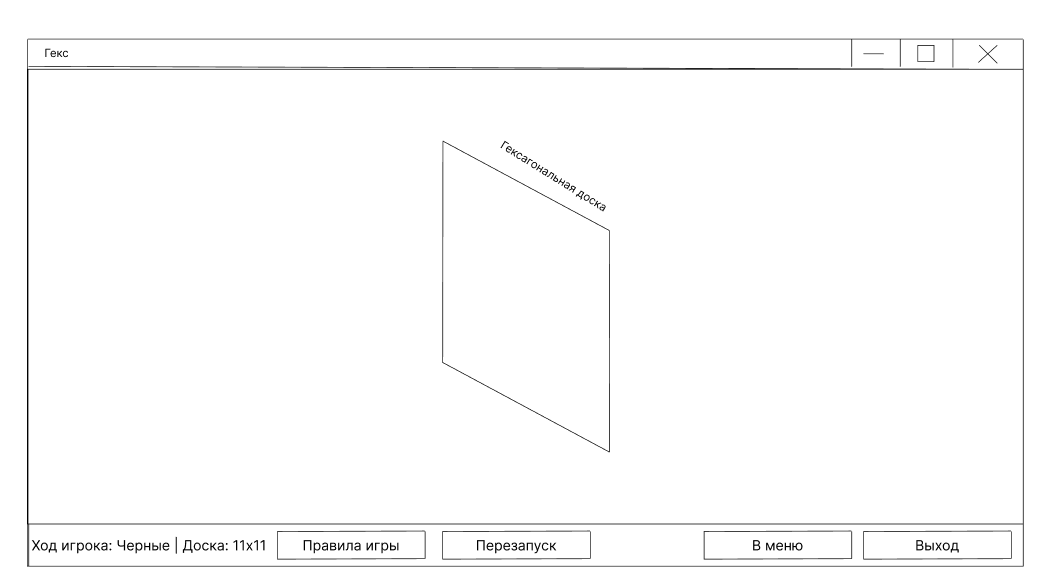 Гекс
Гексагональная доска
Ход игрока: Черные | Доска: 11x11
Правила игры
Перезапуск
В меню
Выход